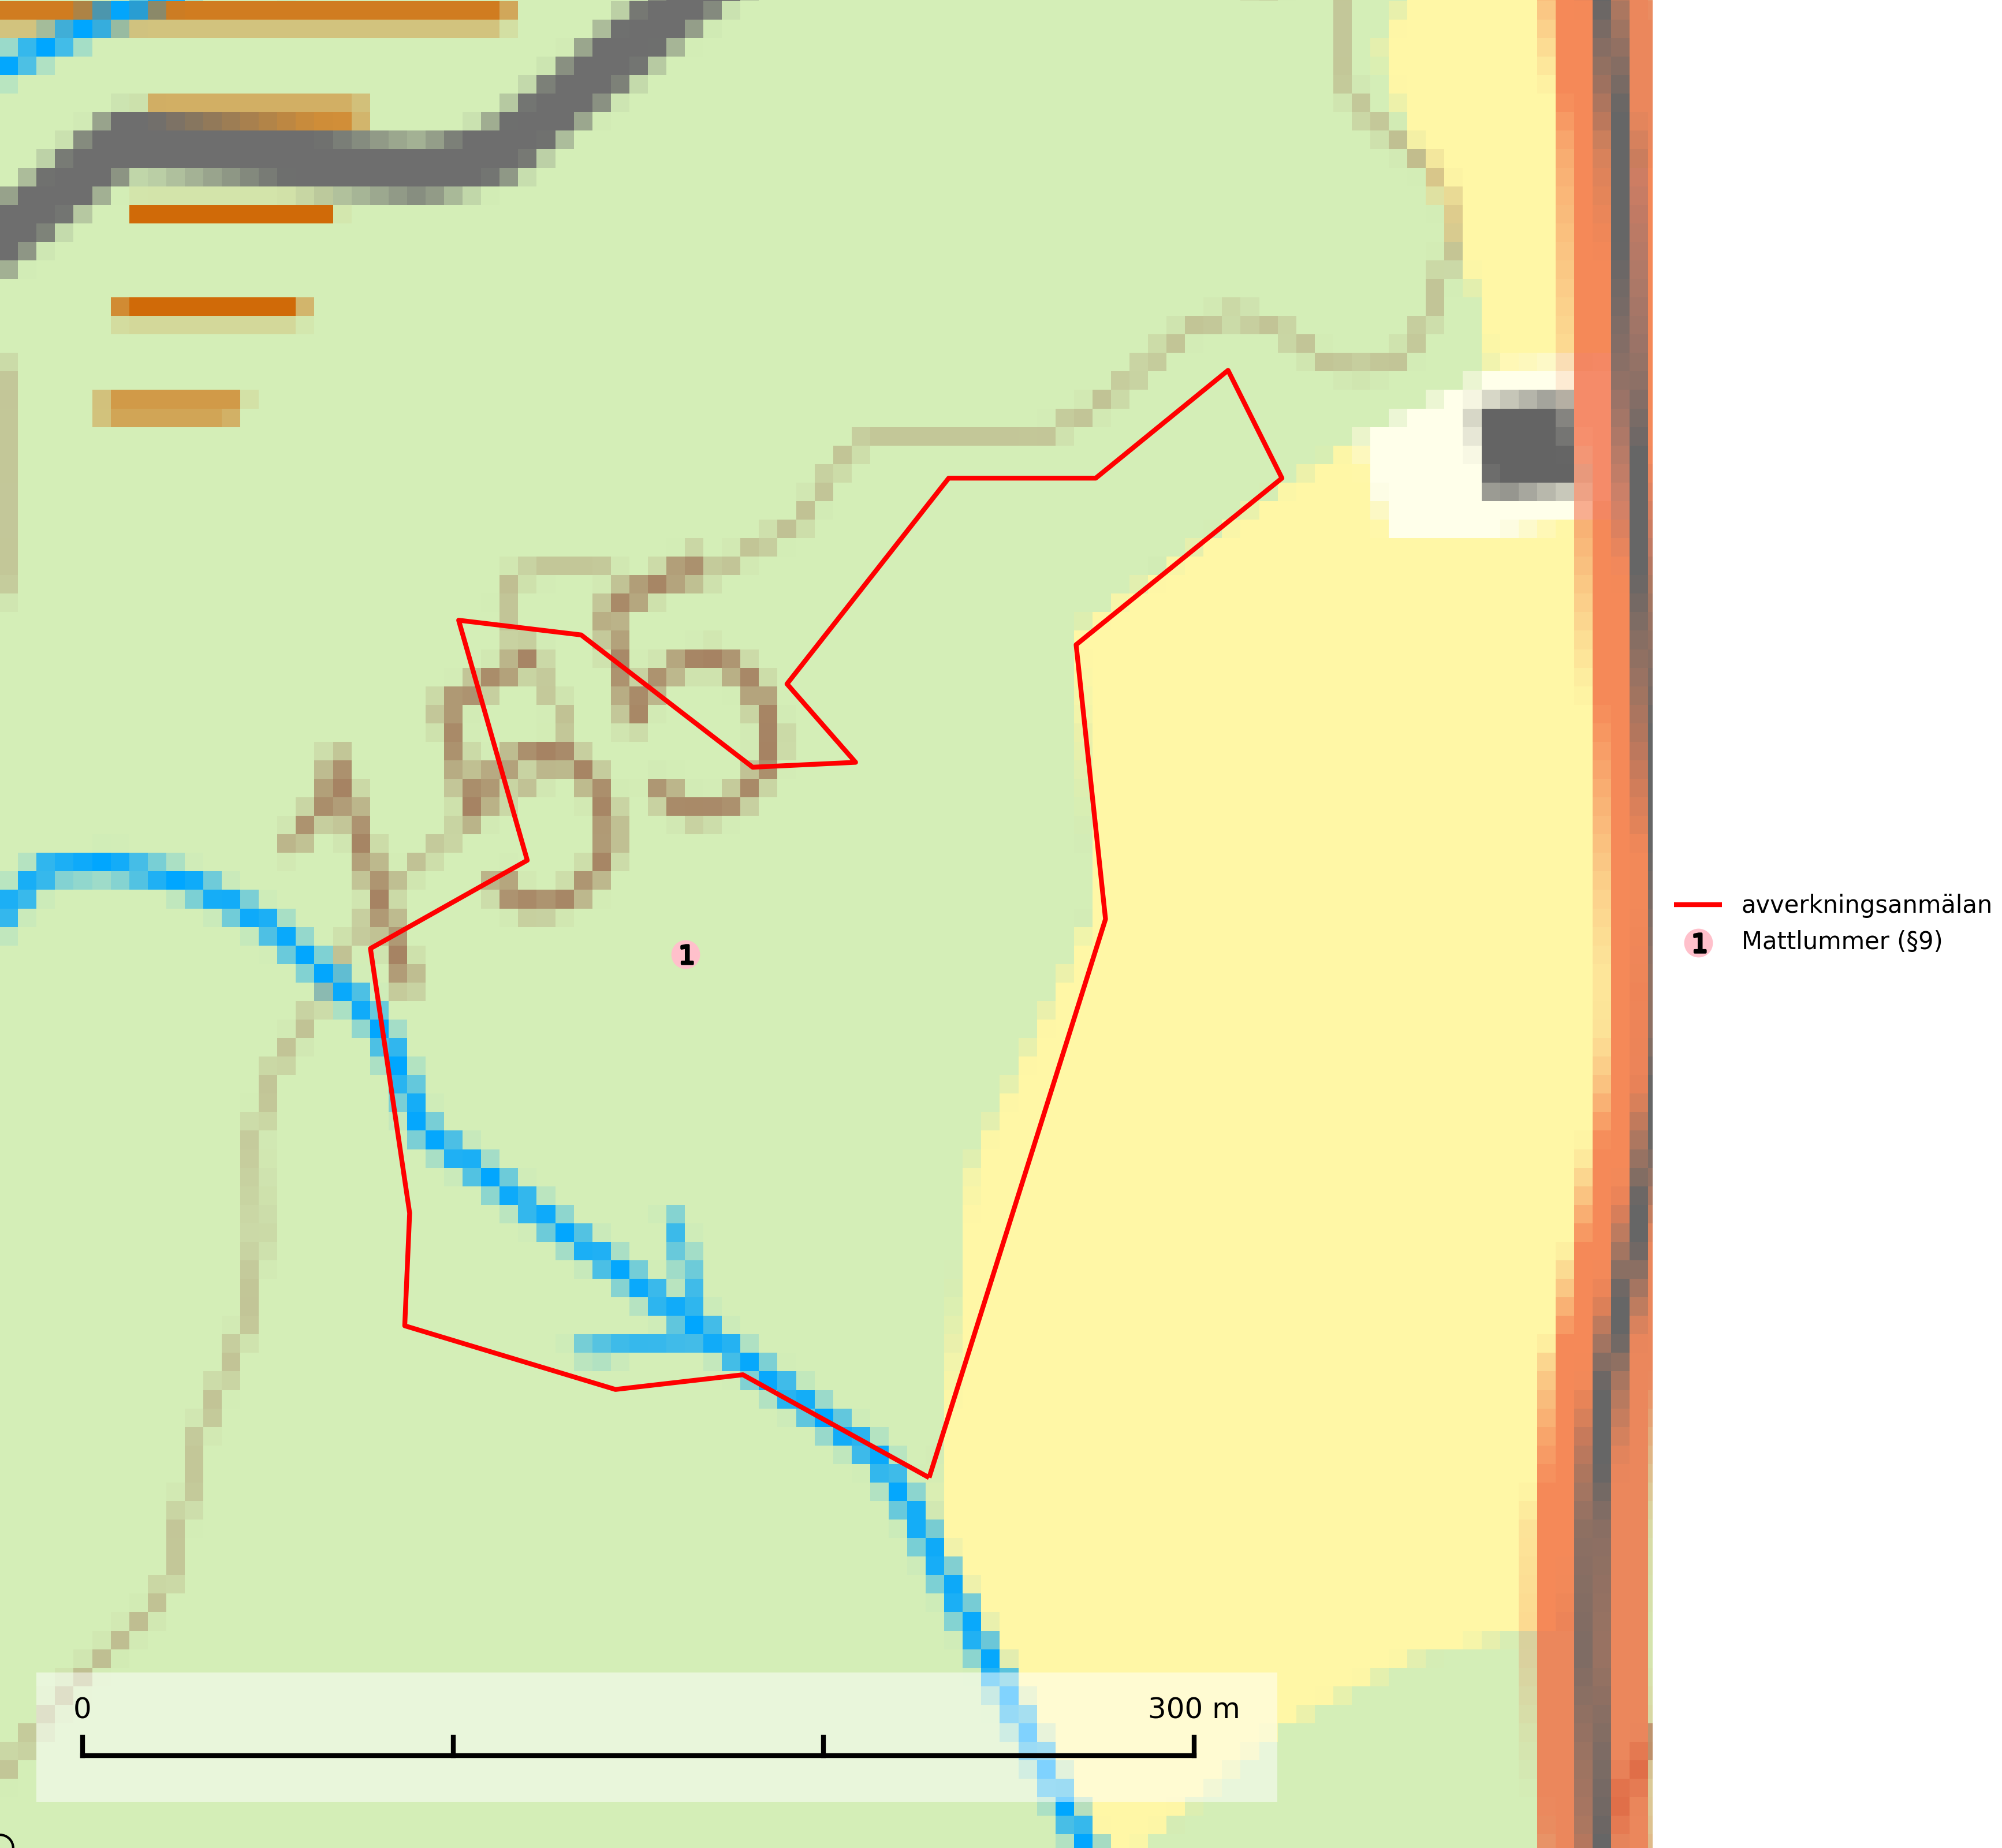 1
avverkningsanmälan
1 Mattlummer (§9)
0 300 m